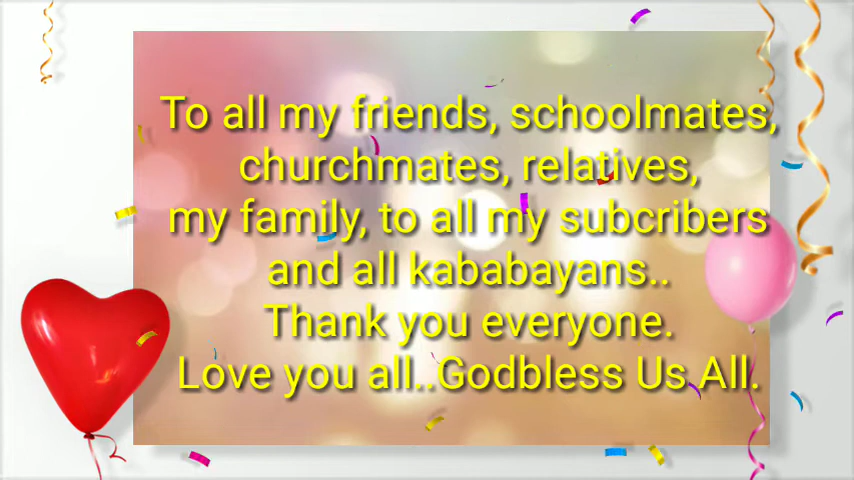 To all my friends, schoolmates,
churchmates, relatives,
my family, to all my subcribers
and all kababayans..
Thank you everyone.
Love you all..Godbless Us All.